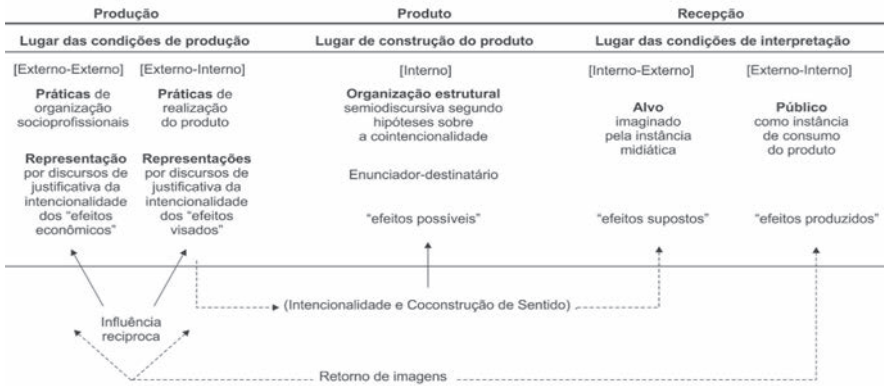 Produção
Produto
Recepção
Lugar das condições de produção
Lugar de construção do produto
Lugar das condições de interpretação
[Externo-Externo]
Práticas de
organização
socioprofissionais
Representação
por discursos de
justificativa da
intencionalidade
dos “efeitos
econômicos”
[Externo-Interno]
Práticas de
realização
do produto
Representações
por discursos de
justificativa da
intencionalidade
dos “efeitos
visados”
[Interno]
Organização estrutural
semiodiscursiva segundo
hipóteses sobre
a cointencionalidade
Enunciador-destinatário
“efeitos possíveis”
[Interno-Externo]
Alvo
imaginado
pela instância
midiática
“efeitos supostos”
[Externo-Interno]
Público
como instância
de consumo
do produto
“efeitos produzidos”
(Intencionalidade e Coconstrução de Sentido)
Influência
reciproca
Retorno de imagens